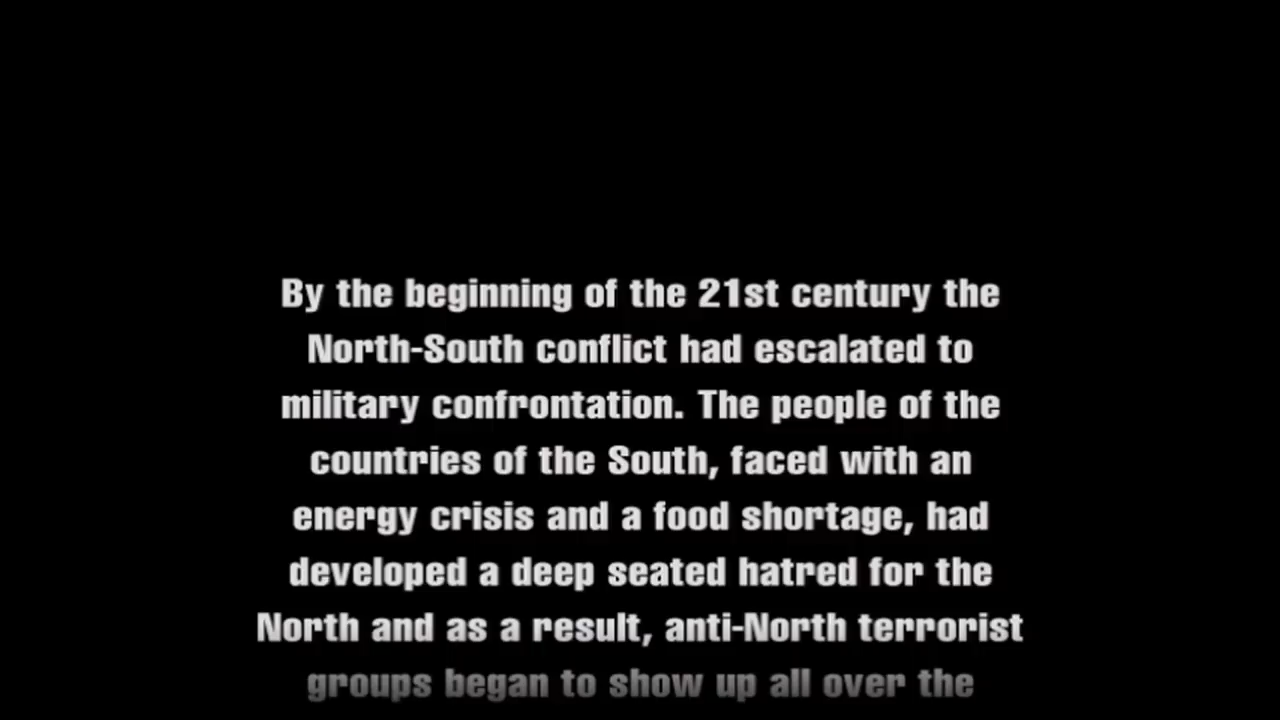 By the beginning of the 21st century the
North-South conflict had escalated to
military confrontation. The people of the
countries of the South, faced with an
energy crisis and a food shortage, had
developed a deep seated hatred for the
North and as a result, anti-North terrorist
groups began to show up all over the